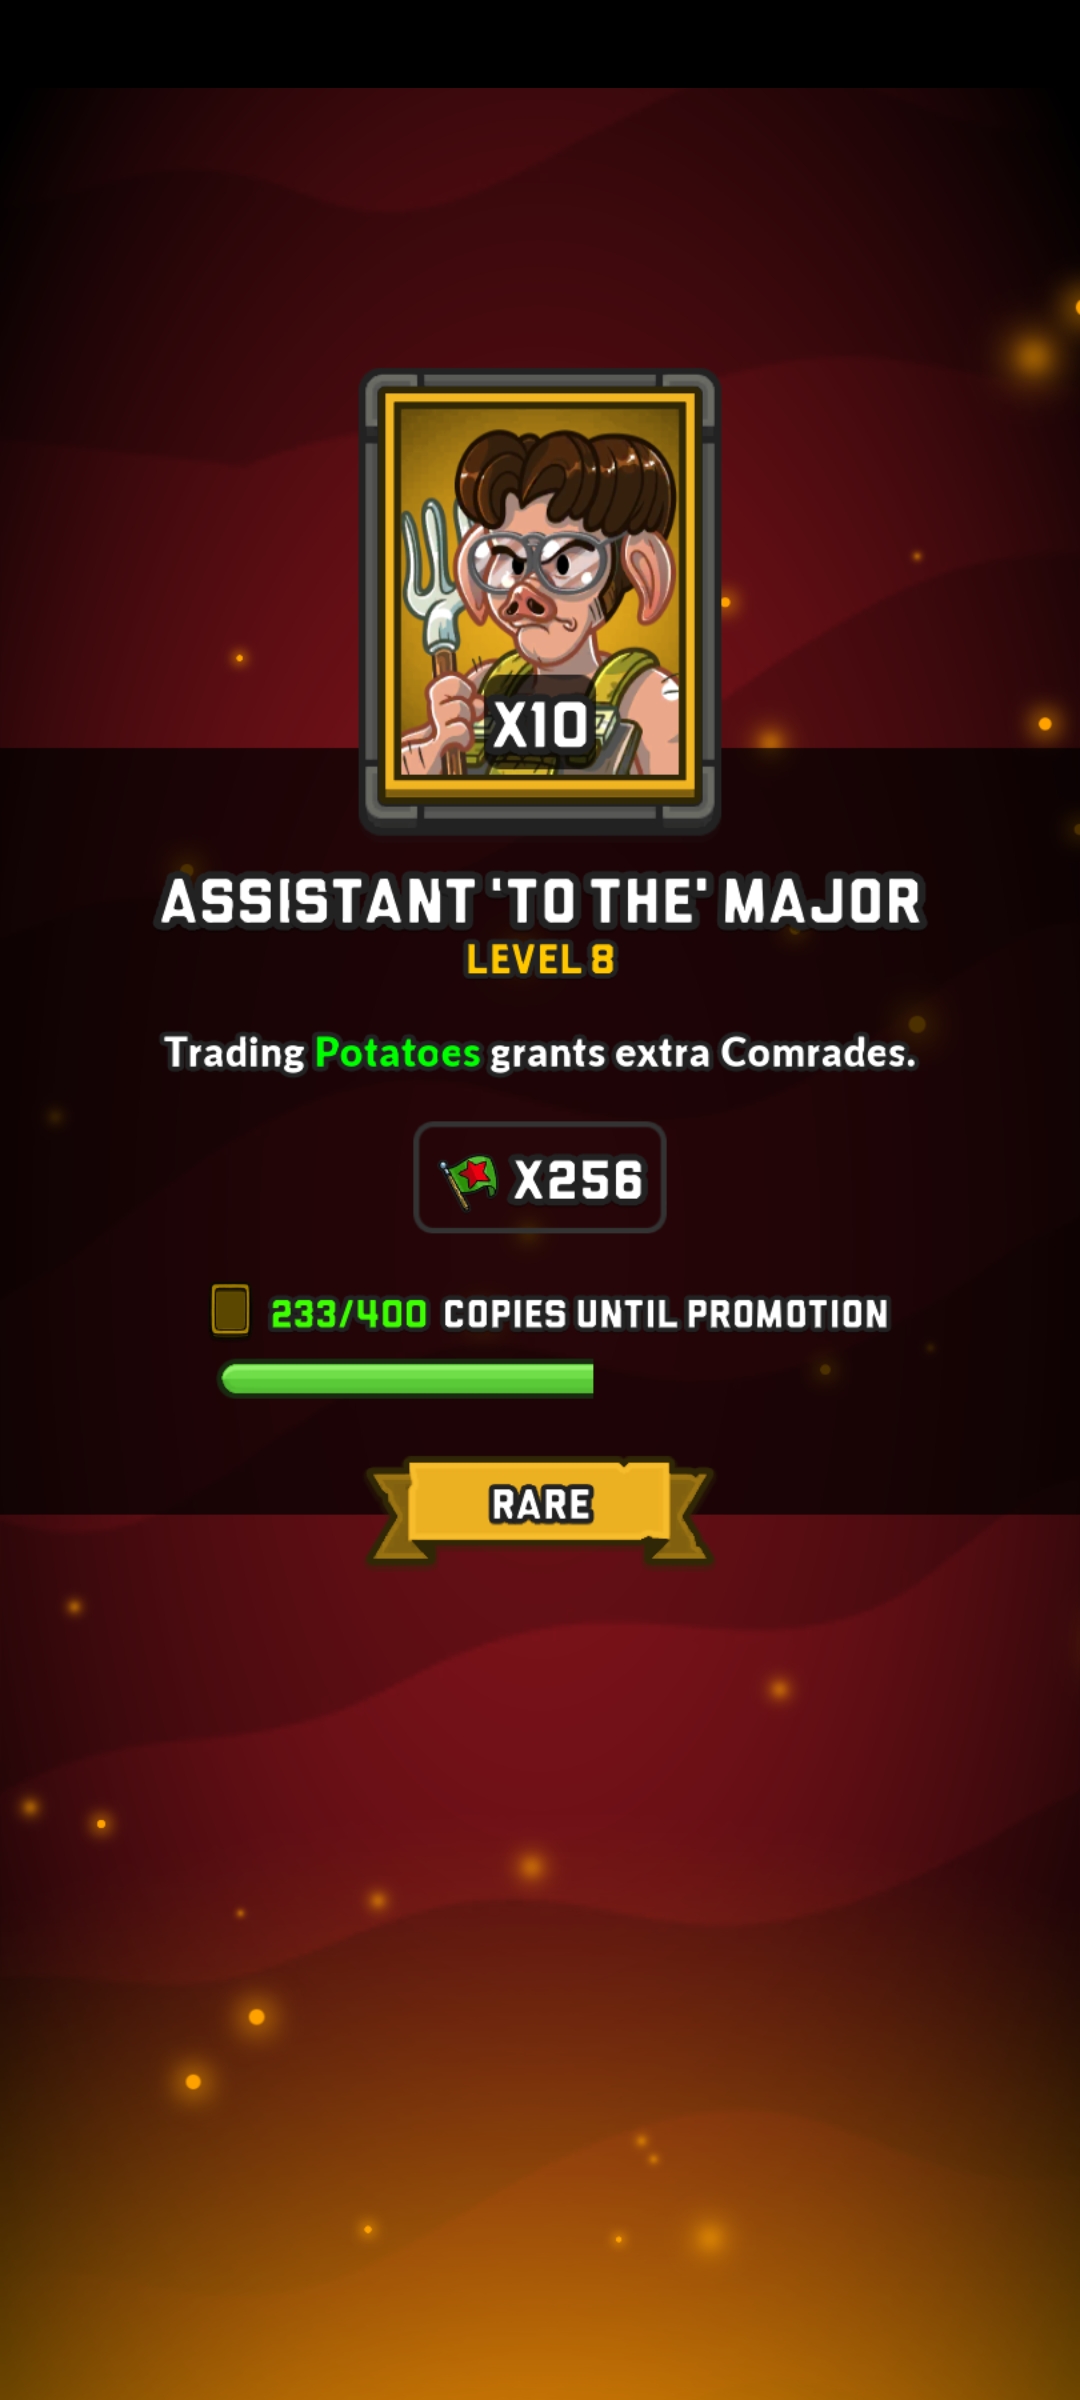 X10
ASSISTANT 'TO THE' MAJOR
LEVEL 8
Trading Potatoes grants extra Comrades.
X256
233/400 COPIES UNTIL PROMOTION
RARE